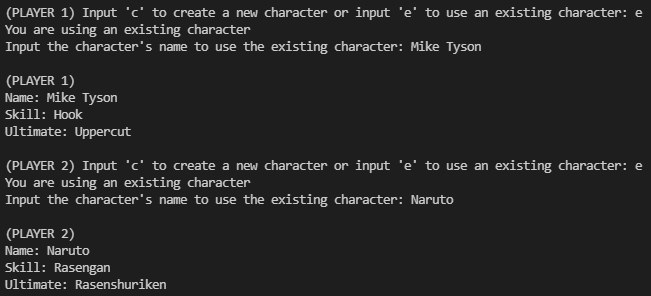 (PLAYER 1) Input 'c' to create a new character or input 'e' to use an existing character: e
You are using an existing character
Input the character's name to use the existing character: Mike Tyson
(PLAYER 1)
Name: Mike Tyson
Skill: Hook
Ultimate: Uppercut
(PLAYER 2) Input 'c' to create a new character or input 'e' to use an existing character: e
You are using an existing character
Input the character's name to use the existing character: Naruto
(PLAYER 2)
Name: Naruto
Skill: Rasengan
Ultimate: Rasenshuriken